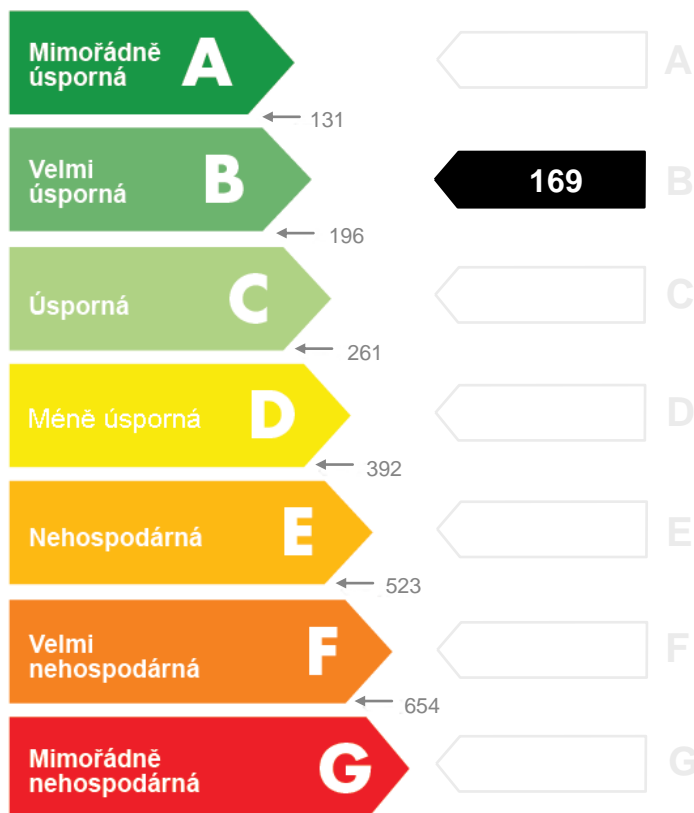 Mimořádně
úsporná
A
A
131
Velmi
úsporná
B
169
B
196
Úsporná
C
C
261
Méně úsporná
D
D
392
Nehospodárná
E
E
523
Velmi
nehospodárná
F
F
654
Mimořádně
nehospodárná
G
G